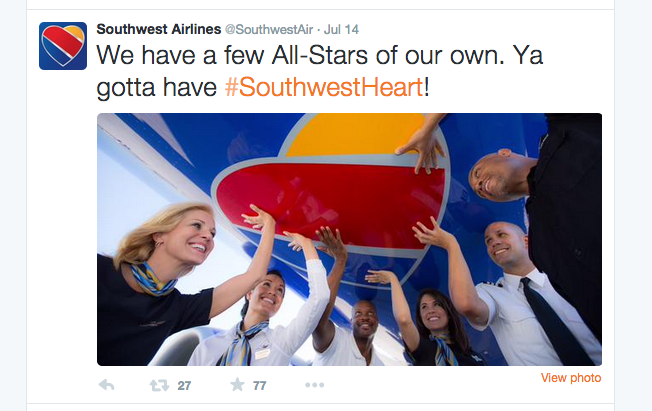 Southwest Airlines @SouthwestAir · Jul 14
We have a few All-Stars of our own. Ya
gotta have #SouthwestHeart!
27 77
View photo